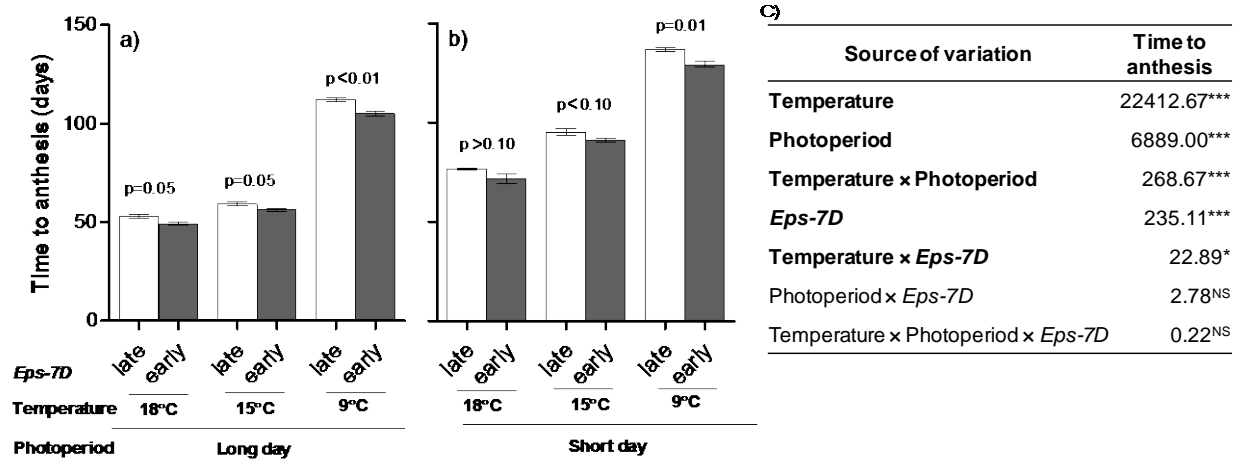 a)
Time to anthesis (days)
150
100
50
0
p=0.05
p=0.05
p<0.01
b)
p>0.10
p<0.10
p=0.01
Eps-7D
late early late early late early
late early late early late early
Temperature 18°C 15°C 9°C
18°C 15°C 9°C
Photoperiod Long day
Short day
C)
Source of variation Time to anthesis
Temperature 22412.67***
Photoperiod 6889.00***
Temperature × Photoperiod 268.67***
Eps-7D 235.11***
Temperature × Eps-7D 22.89*
Photoperiod × Eps-7D 2.78NS
Temperature × Photoperiod × Eps-7D 0.22NS